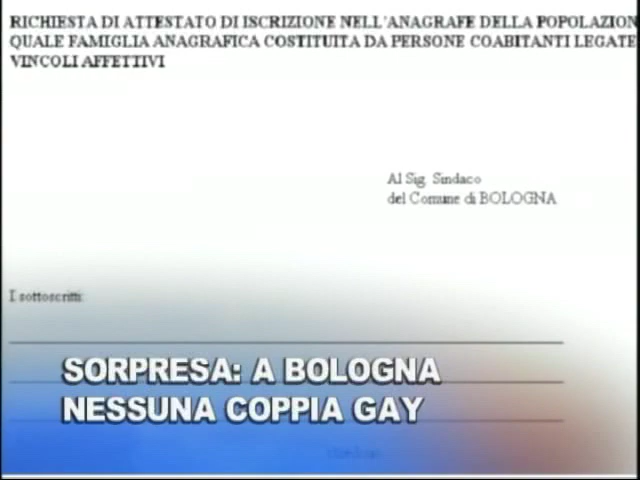 RICHIESTA DI ATTESTATO DI ISCRIZIONE NELL'ANAGRAFE DELLA POPOLAZION
QUALE FAMIGLIA ANAGRAFICA COSTITUITA DA PERSONE COABITANTI LEGATE
VINCOLI AFFETTIVI
Al Sig. Sindaco
del Comune di BOLOGNA
I sottoscritti:
SORPRESA: A BOLOGNA
NESSUNA COPPIA GAY